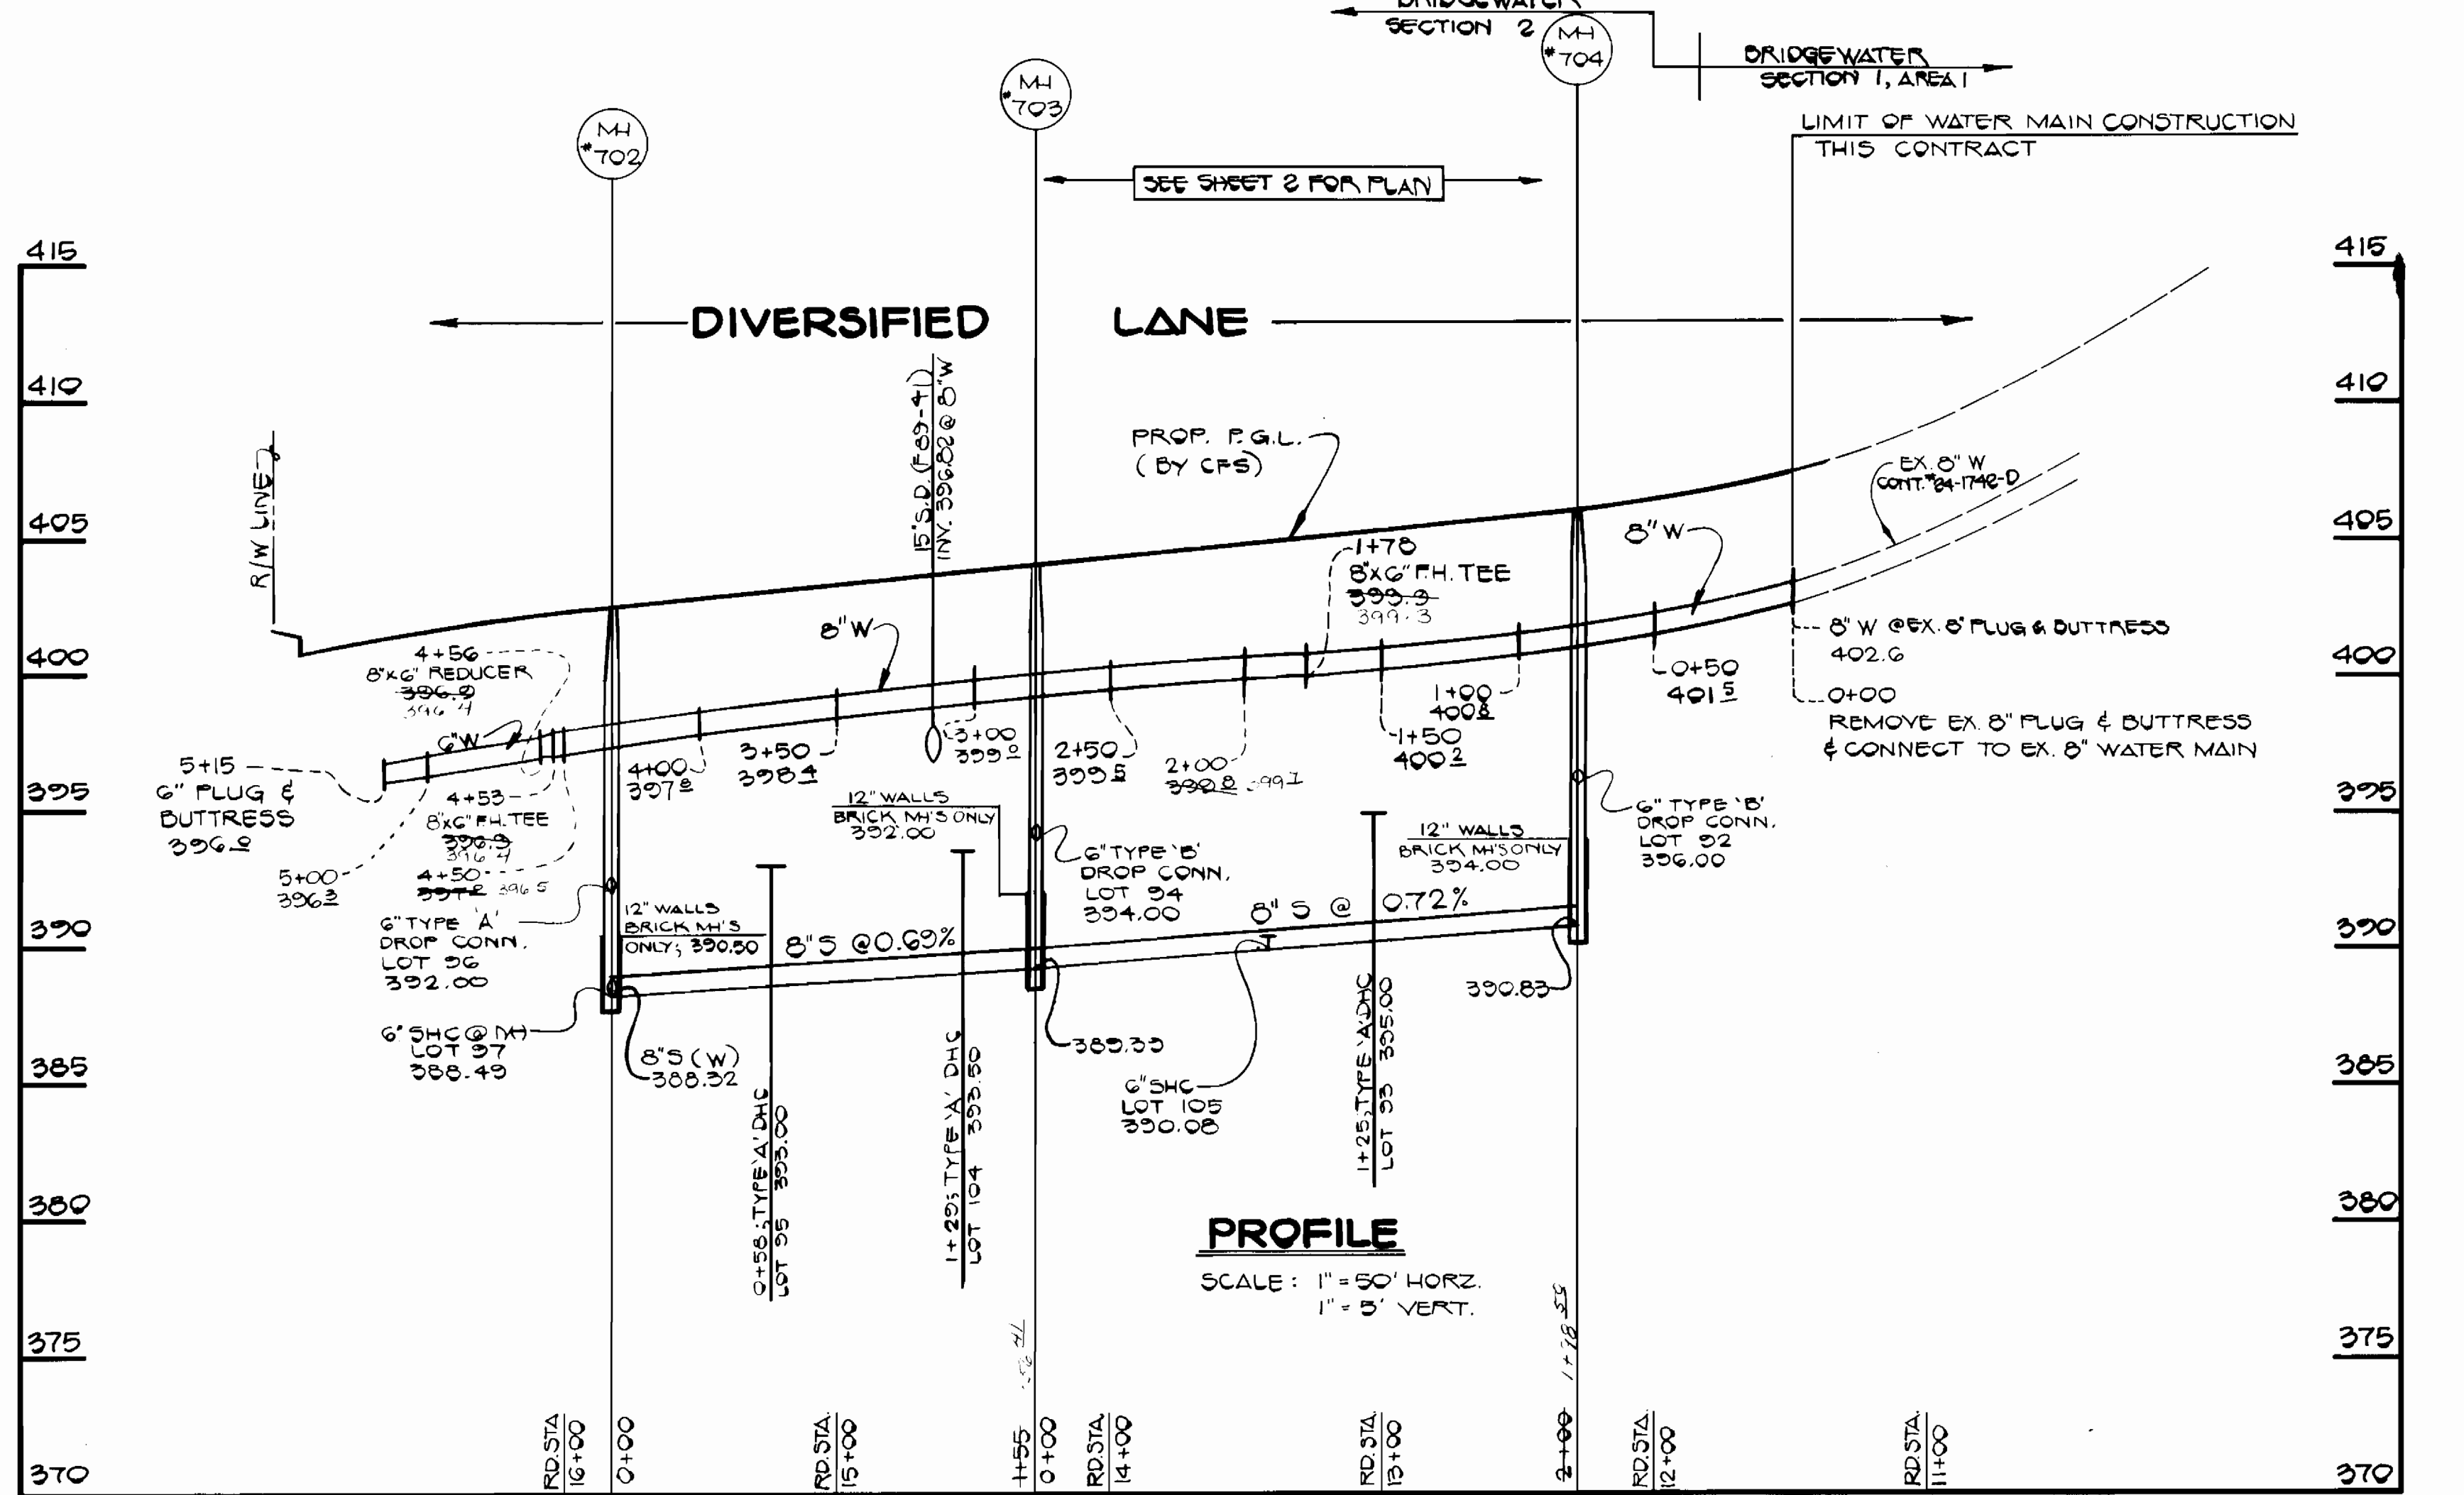 BRIDGEWATER
SECTION 2
MH
#704
BRIDGEWATER
SECTION 1, AREA 1
MH
#703
MH
#702
LIMIT OF WATER MAIN CONSTRUCTION
THIS CONTRACT
SEE SHEET 2 FOR PLAN
415
415
DIVERSIFIED LANE
410
410
R/W LINE
15" S.D. (F89-41)
INV. 396.82 @ 8"W
PROP. P.G.L.
(BY CFS)
EX. 8" W
CONT. #24-1742-D
405
405
8" W
1+78
8"X6" F.H. TEE
399.9
399.3
8" W
8" W @ EX. 8" PLUG & BUTTRESS
402.6
400
400
4+56
8"X6" REDUCER
396.9
396.4
0+50
401.5
1+00
400.8
0+00
REMOVE EX. 8" PLUG & BUTTRESS
& CONNECT TO EX. 8" WATER MAIN
6"W
5+15
6" PLUG &
BUTTRESS
396.0
4+00
397.8
3+50
398.4
3+00
399.0
2+50
399.5
2+00
1+50
400.2
395
395
4+53
8"X6" F.H. TEE
396.9
396.4
4+50
397.2 396.5
5+00
396.3
12" WALLS
BRICK MH'S ONLY
392.00
6" TYPE 'B'
DROP CONN.
LOT 94
394.00
12" WALLS
BRICK MH'S ONLY
394.00
6" TYPE 'B'
DROP CONN.
LOT 92
396.00
390
390
6" TYPE 'A'
DROP CONN.
LOT 96
392.00
12" WALLS
BRICK MH'S
ONLY; 390.50
8"S @0.69%
8" S @ 0.72%
390.83
6" SHC @ MH
LOT 97
388.49
8"S (W)
388.32
389.39
6" SHC
LOT 105
390.08
385
385
0+58; TYPE 'A' DHC
LOT 95 393.00
1+29; TYPE 'A' DHC
LOT 104 393.50
1+25; TYPE 'A' DHC
LOT 93 395.00
380
380
PROFILE
SCALE: 1" = 50' HORZ.
1" = 5' VERT.
375
375
1+98.55
RD. STA.
16+00
0+00
RD. STA.
15+00
1+55
0+00
RD. STA.
14+00
RD. STA.
13+00
2+00
RD. STA.
12+00
RD. STA.
11+00
370
370